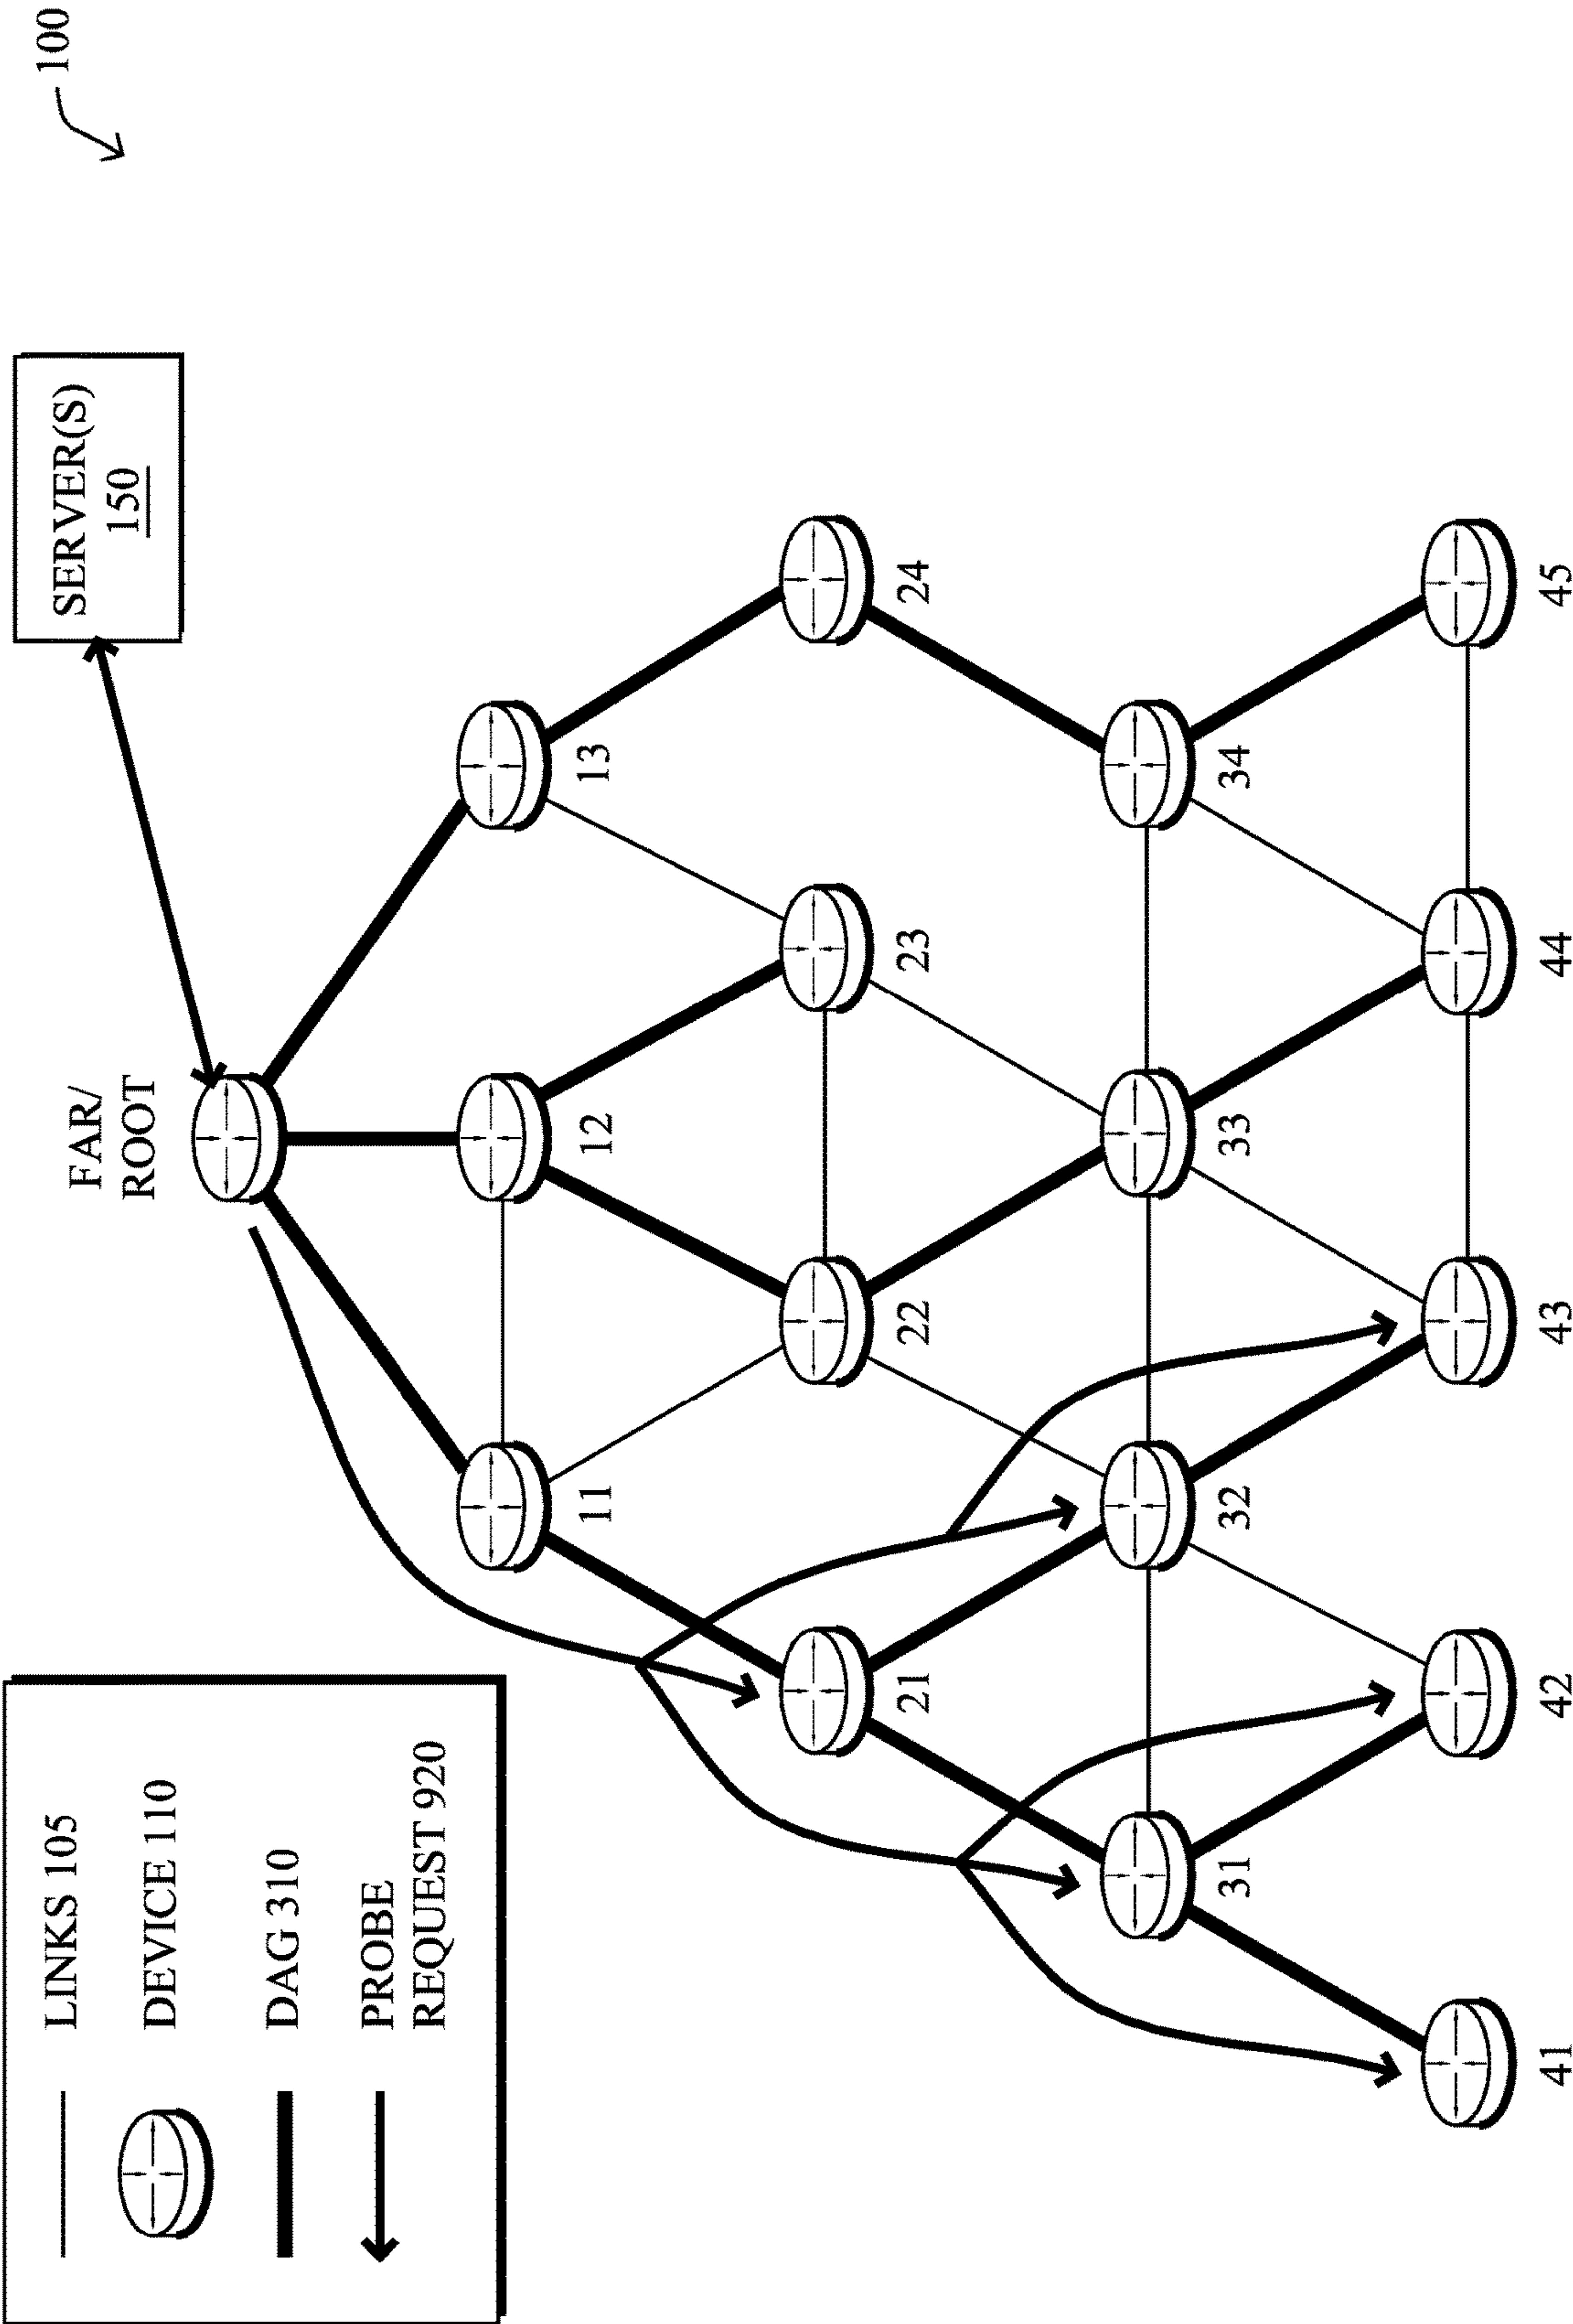 100
SERVER(S)
150
FAR/
ROOT
LINKS 105
DEVICE 110
DAG 310
PROBE
REQUEST 920
11
12
13
21
22
23
24
31
32
33
34
41
42
43
44
45